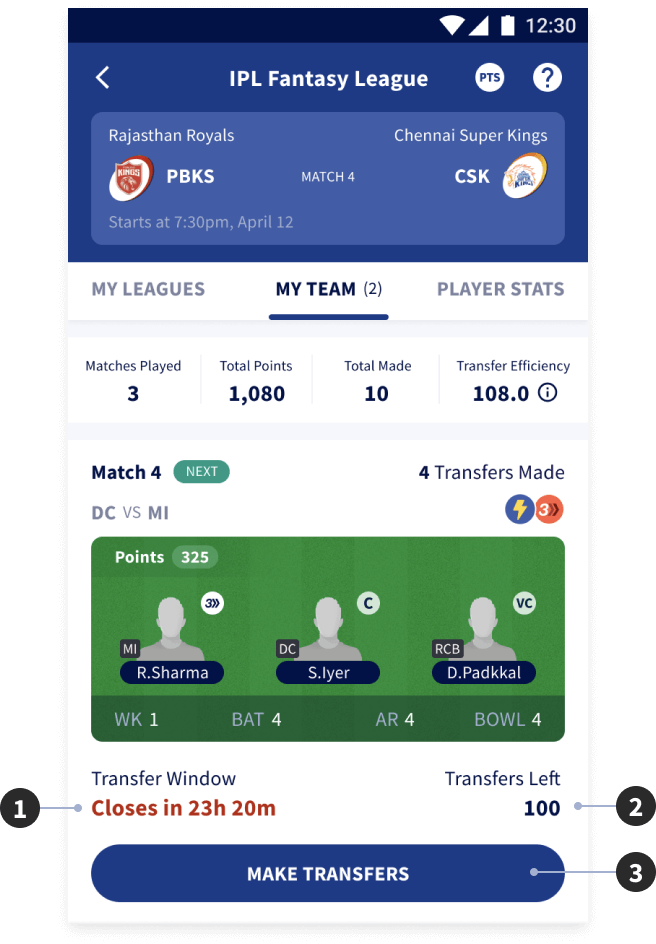 12:30
IPL Fantasy League
PTS
?
Rajasthan Royals Chennai Super Kings
KINGS PBKS MATCH 4 CSK
Starts at 7:30pm, April 12
MY LEAGUES MY TEAM (2) PLAYER STATS
Matches Played Total Points Total Made Transfer Efficiency
3 1,080 10 108.0
Match 4 NEXT 4 Transfers Made
DC VS MI 3
Points 325
3 C VC
MI DC RCB
R.Sharma S.Iyer D.Padkkal
WK 1 BAT 4 AR 4 BOWL 4
Transfer Window Transfers Left
1 Closes in 23h 20m 100 2
MAKE TRANSFERS 3